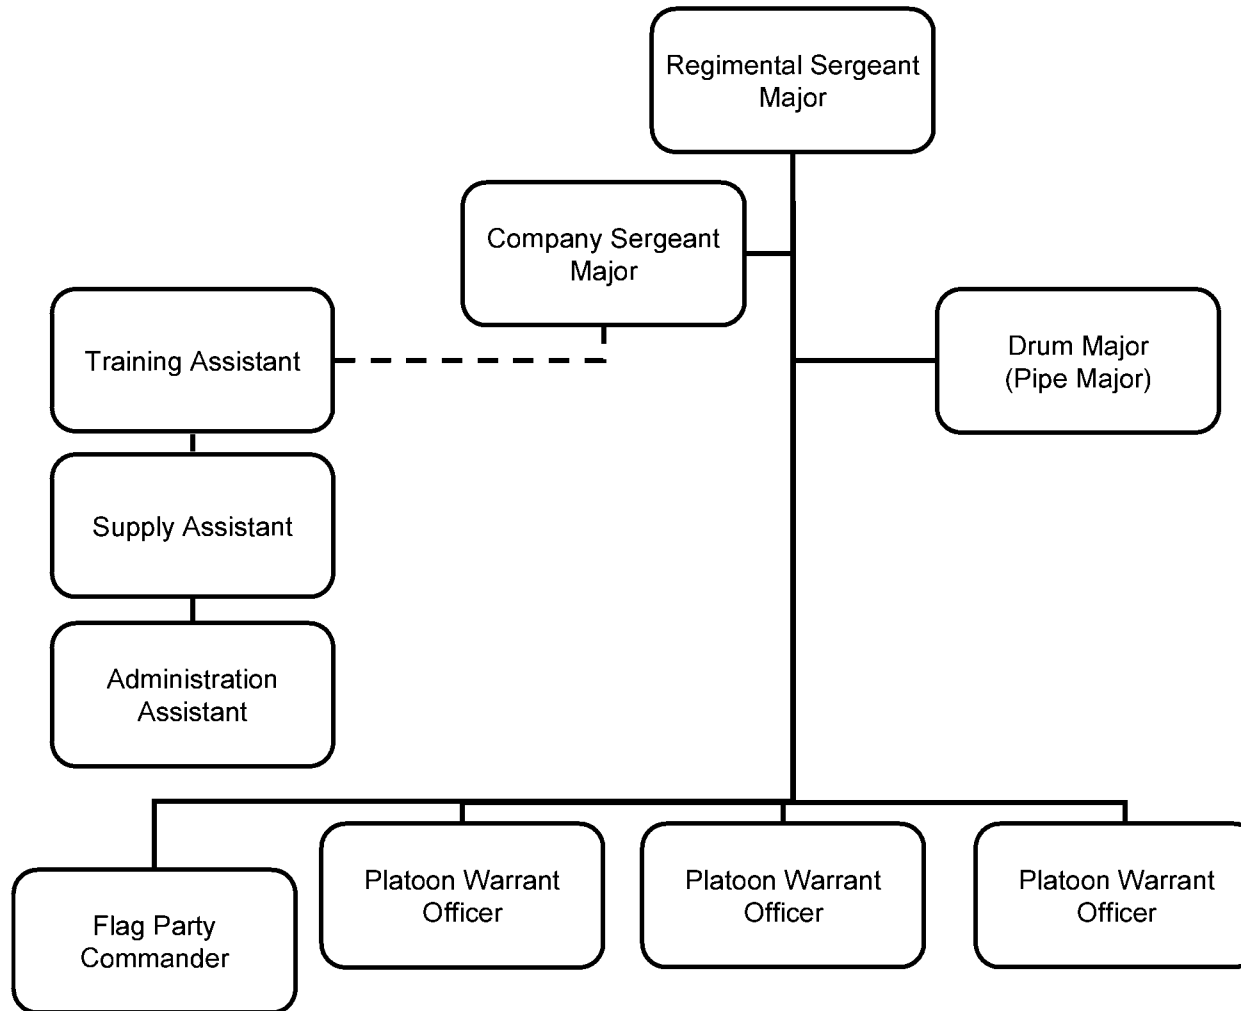 Regimental Sergeant
Major
Company Sergeant
Major
Training Assistant
Drum Major
(Pipe Major)
Supply Assistant
Administration
Assistant
Flag Party
Commander
Platoon Warrant
Officer
Platoon Warrant
Officer
Platoon Warrant
Officer